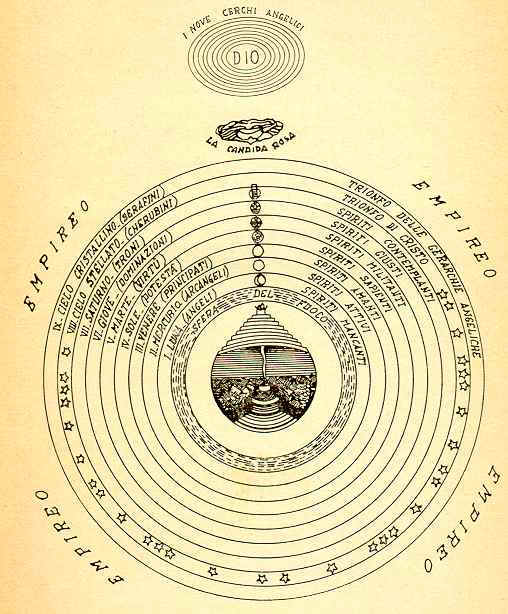 I NOVE CERCHI ANGELICI
DIO
LA CANDIDA ROSA
EMPIREO
EMPIREO
IX. CIELO CRISTALLINO (SERAFINI)
VIII. CIELO STELLATO (CHERUBINI)
VII. SATURNO (TRONI)
VI. GIOVE (DOMINAZIONI)
V. MARTE (VIRTÙ)
IV. SOLE (POTESTÀ)
III. VENERE (PRINCIPATI)
II. MERCURIO (ARCANGELI)
I. LUNA (ANGELI)
TRIONFO DELLE GERARCHIE ANGELICHE
TRIONFO DI CRISTO
SPIRITI CONTEMPLANTI
SPIRITI GIUSTI
SPIRITI MILITANTI
SPIRITI SAPIENTI
SPIRITI AMANTI
SPIRITI ATTIVI
SPIRITI MANCANTI
SFERA DEL FUOCO
EMPIREO
EMPIREO